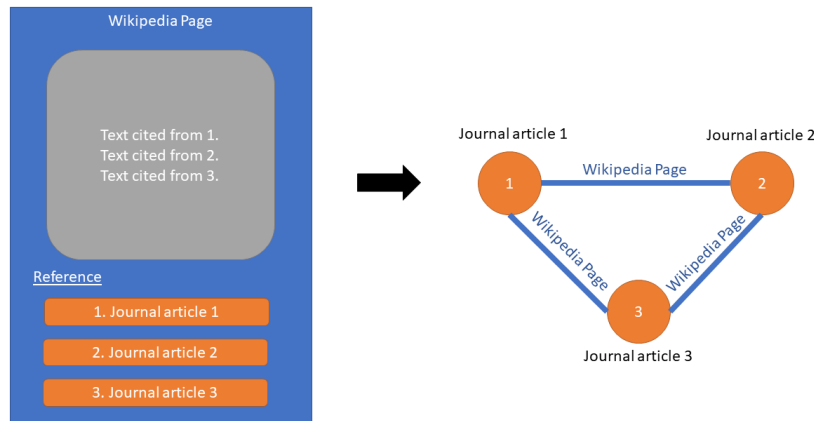 Wikipedia Page
Text cited from 1.
Text cited from 2.
Text cited from 3.
Reference
1. Journal article 1
2. Journal article 2
3. Journal article 3
Journal article 1
Journal article 2
1
Wikipedia Page
2
Wikipedia Page
Wikipedia Page
3
Journal article 3